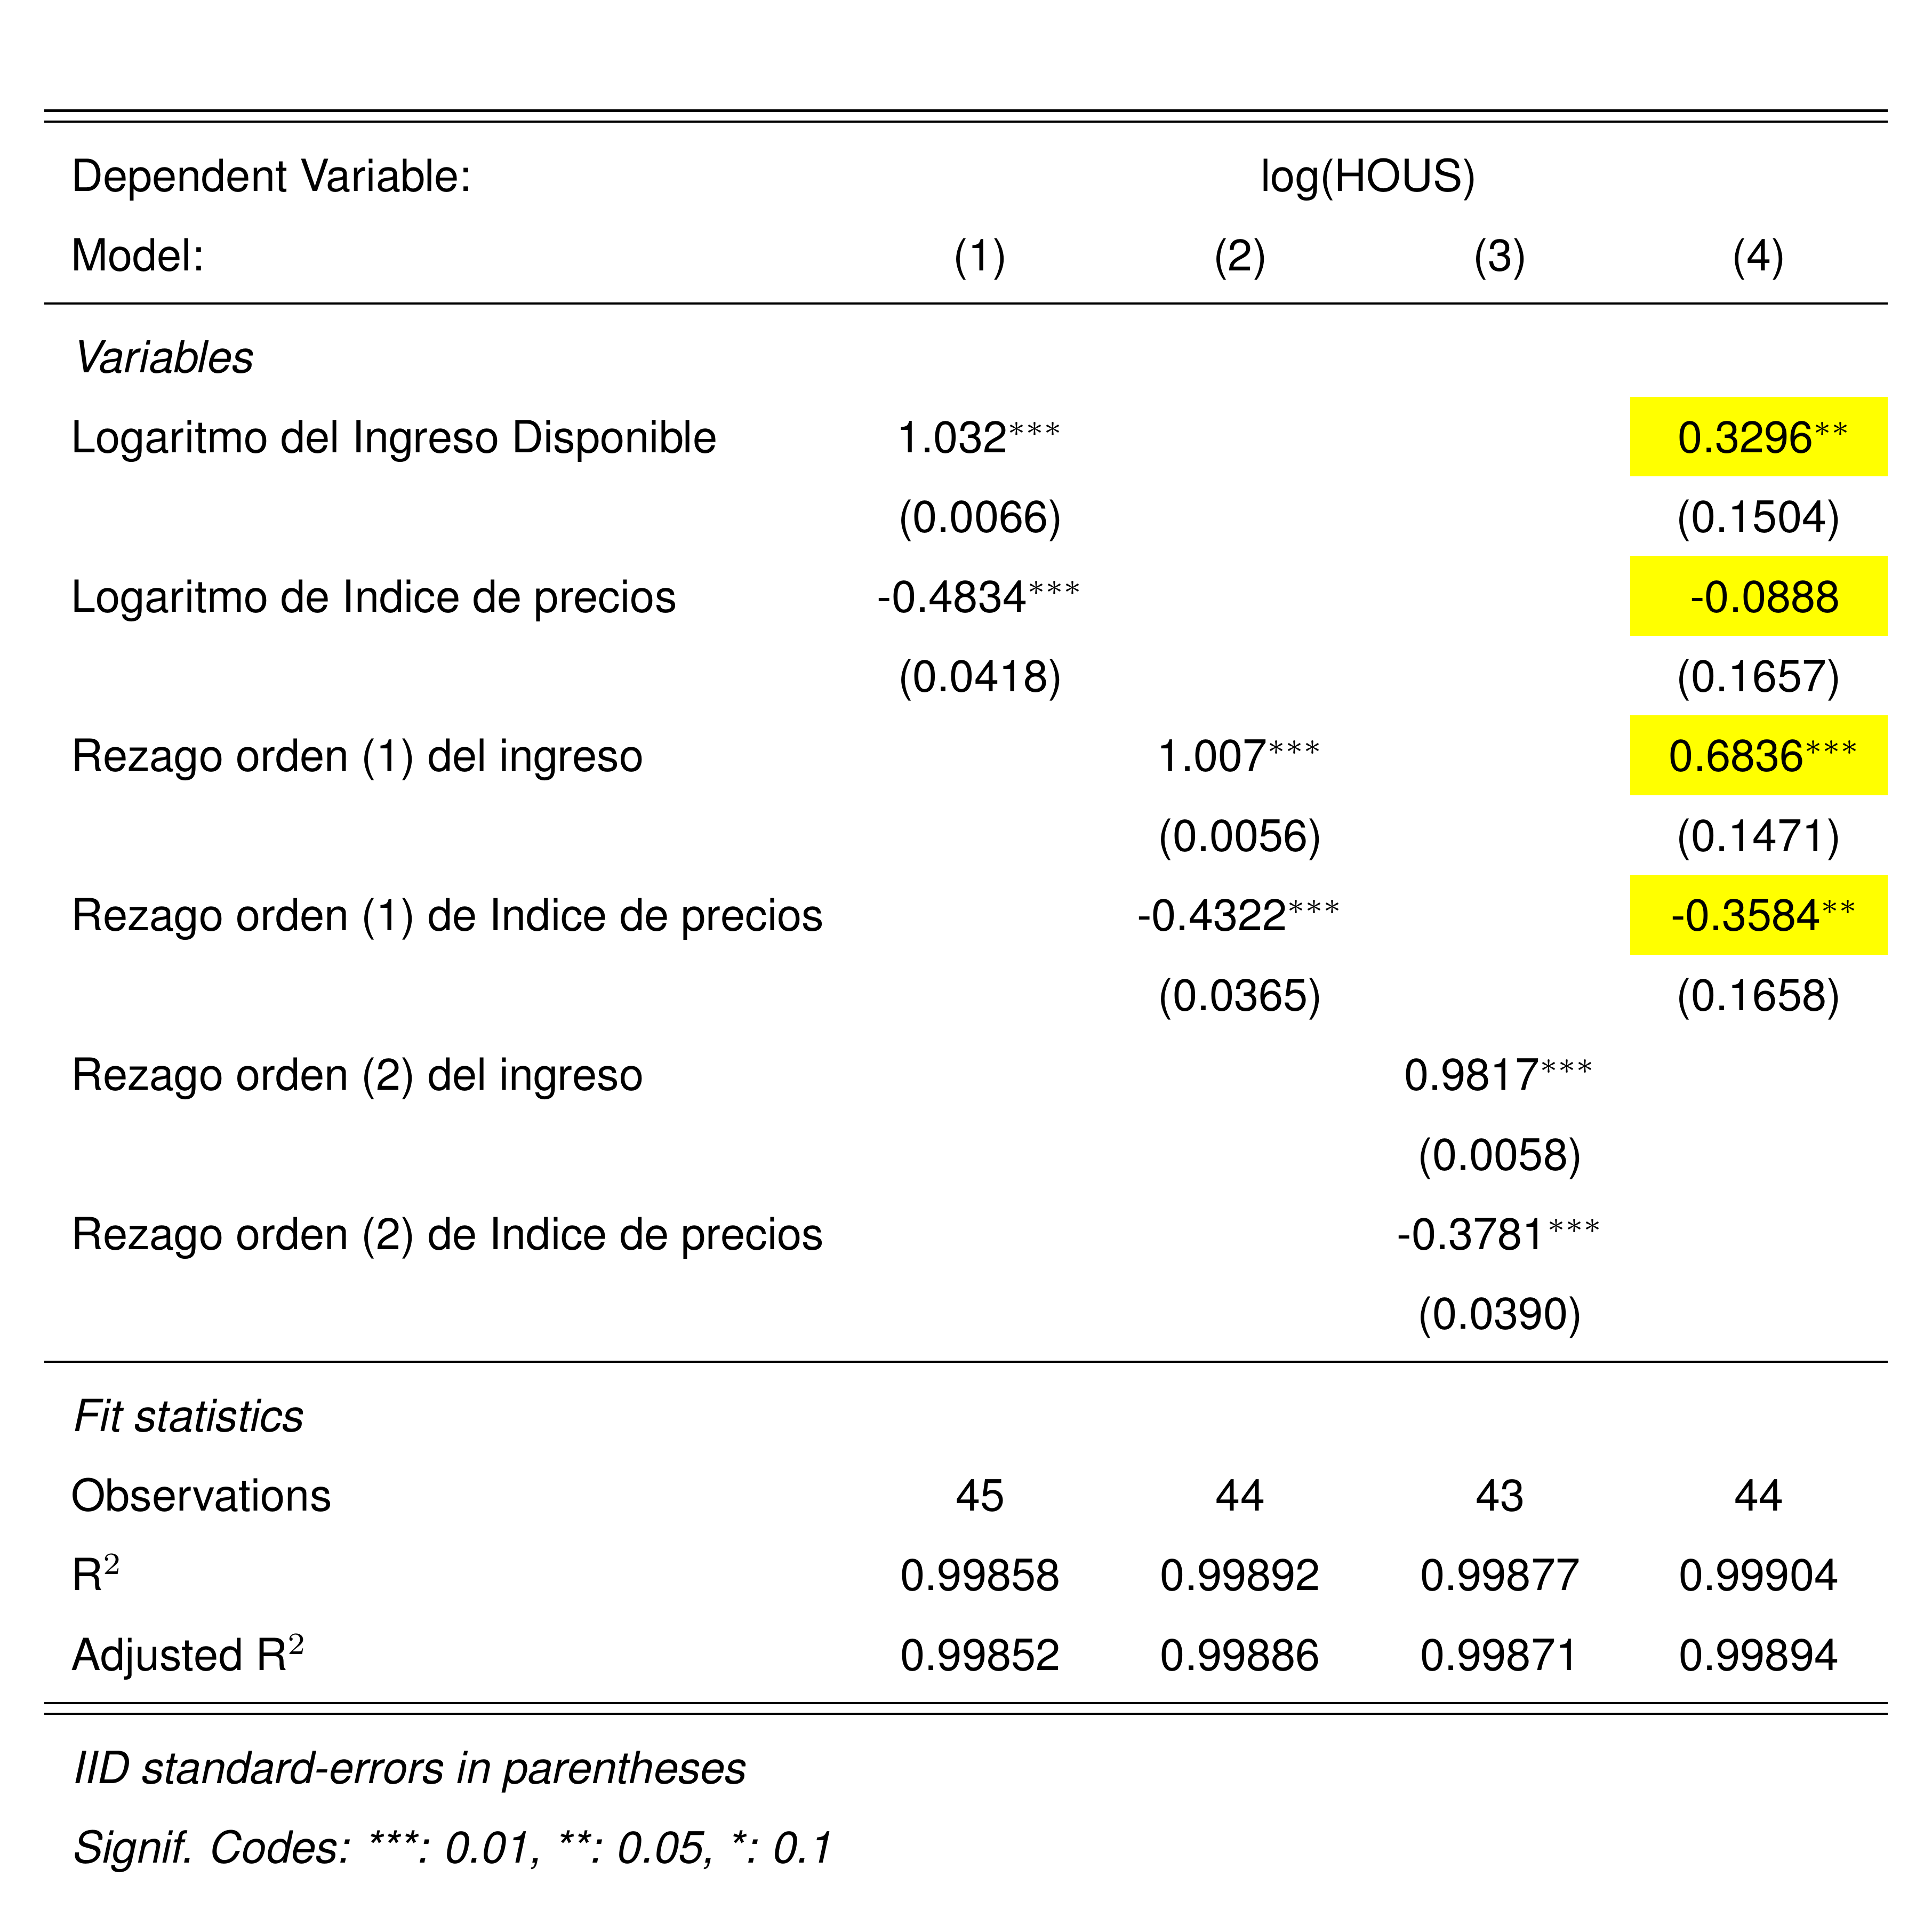 Dependent Variable: log(HOUS)
Model: (1) (2) (3) (4)
Variables
Logaritmo del Ingreso Disponible 1.032*** 0.3296**
(0.0066) (0.1504)
Logaritmo de Indice de precios -0.4834*** -0.0888
(0.0418) (0.1657)
Rezago orden (1) del ingreso 1.007*** 0.6836***
(0.0056) (0.1471)
Rezago orden (1) de Indice de precios -0.4322*** -0.3584**
(0.0365) (0.1658)
Rezago orden (2) del ingreso 0.9817***
(0.0058)
Rezago orden (2) de Indice de precios -0.3781***
(0.0390)
Fit statistics
Observations 45 44 43 44
R² 0.99858 0.99892 0.99877 0.99904
Adjusted R² 0.99852 0.99886 0.99871 0.99894
IID standard-errors in parentheses
Signif. Codes: ***: 0.01, **: 0.05, *: 0.1